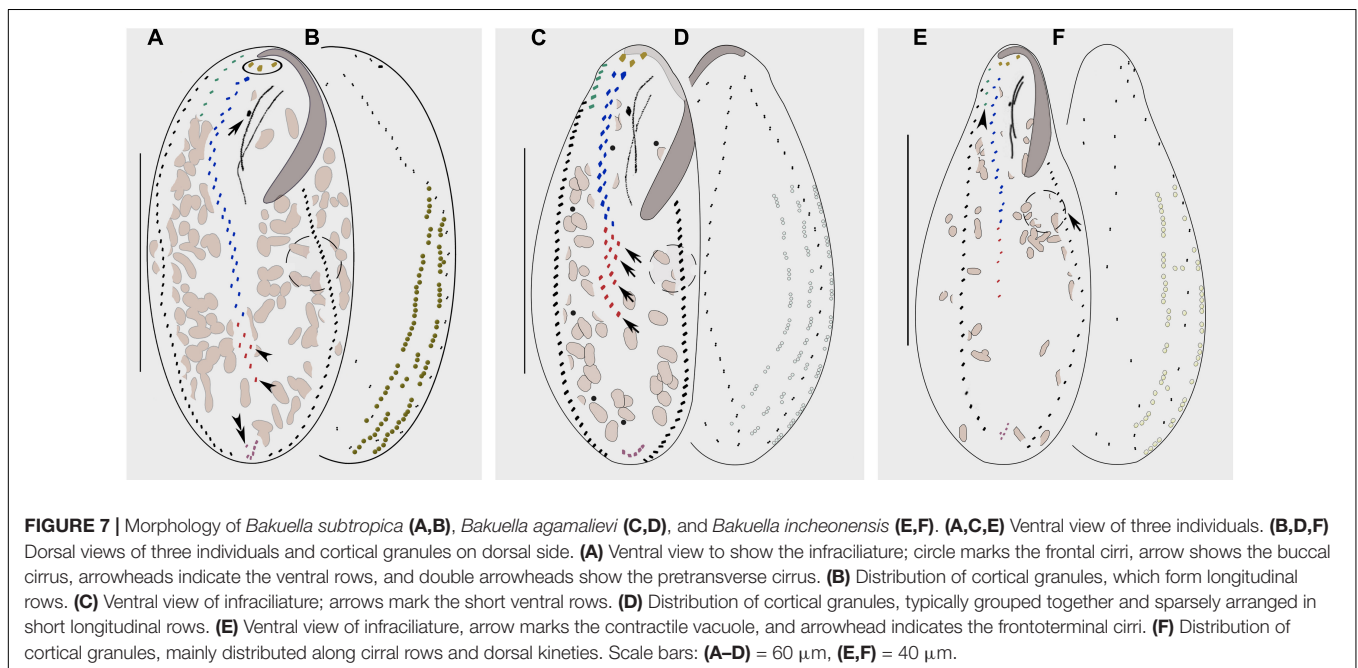 A B C D E F
FIGURE 7 | Morphology of Bakuella subtropica (A,B), Bakuella agamalievi (C,D), and Bakuella incheonensis (E,F). (A,C,E) Ventral view of three individuals. (B,D,F)
Dorsal views of three individuals and cortical granules on dorsal side. (A) Ventral view to show the infraciliature; circle marks the frontal cirri, arrow shows the buccal
cirrus, arrowheads indicate the ventral rows, and double arrowheads show the pretransverse cirrus. (B) Distribution of cortical granules, which form longitudinal
rows. (C) Ventral view of infraciliature; arrows mark the short ventral rows. (D) Distribution of cortical granules, typically grouped together and sparsely arranged in
short longitudinal rows. (E) Ventral view of infraciliature, arrow marks the contractile vacuole, and arrowhead indicates the frontoterminal cirri. (F) Distribution of
cortical granules, mainly distributed along cirral rows and dorsal kineties. Scale bars: (A–D) = 60 μm, (E,F) = 40 μm.